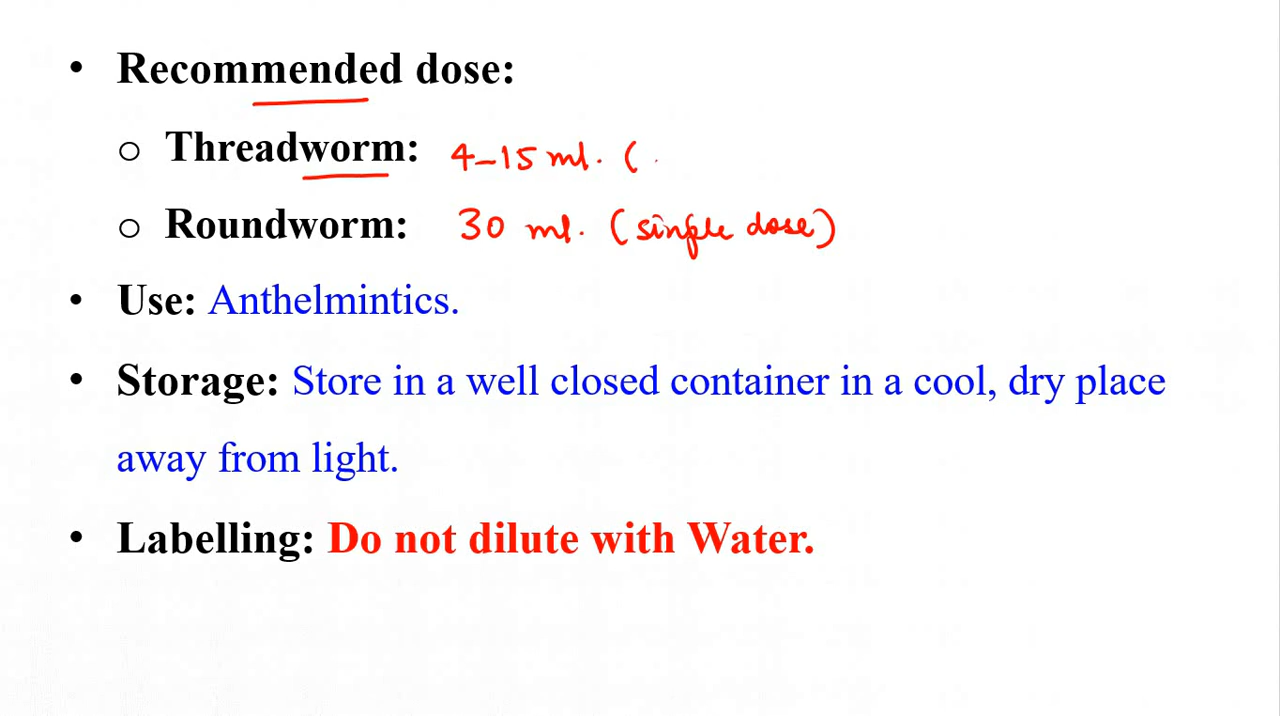 • Recommended dose:
o Threadworm: 4-15 ml. (
o Roundworm: 30 ml. (single dose)
• Use: Anthelmintics.
• Storage: Store in a well closed container in a cool, dry place
away from light.
• Labelling: Do not dilute with Water.